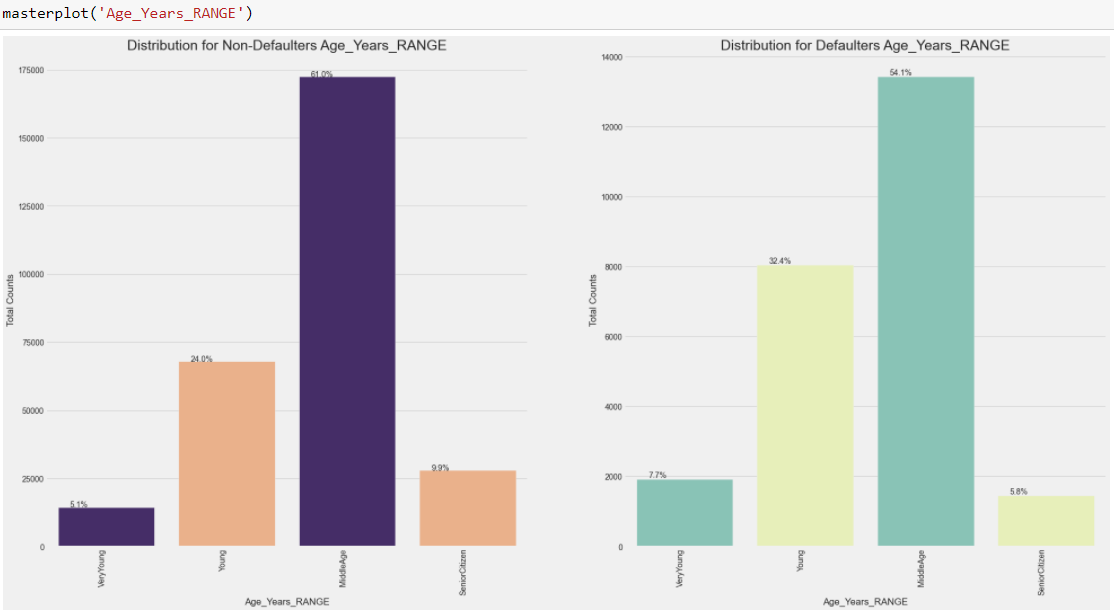 masterplot('Age_Years_RANGE')
Distribution for Non-Defaulters Age_Years_RANGE
175000
150000
125000
100000
75000
50000
25000
0
Total Counts
5.1%
24.0%
61.0%
9.9%
VeryYoung
Young
MiddleAge
SeniorCitizen
Age_Years_RANGE
Distribution for Defaulters Age_Years_RANGE
14000
12000
10000
8000
6000
4000
2000
0
Total Counts
7.7%
32.4%
54.1%
5.8%
VeryYoung
Young
MiddleAge
SeniorCitizen
Age_Years_RANGE